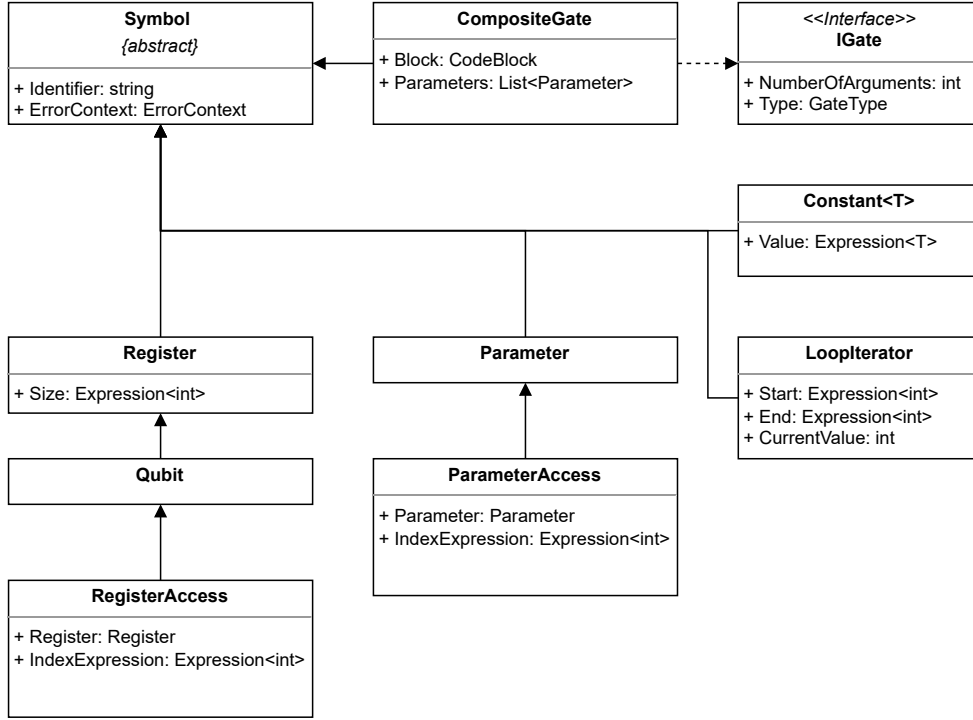 Symbol
{abstract}
+ Identifier: string
+ ErrorContext: ErrorContext
CompositeGate
+ Block: CodeBlock
+ Parameters: List<Parameter>
<<Interface>>
IGate
+ NumberOfArguments: int
+ Type: GateType
Constant<T>
+ Value: Expression<T>
Register
+ Size: Expression<int>
Parameter
LoopIterator
+ Start: Expression<int>
+ End: Expression<int>
+ CurrentValue: int
Qubit
ParameterAccess
+ Parameter: Parameter
+ IndexExpression: Expression<int>
RegisterAccess
+ Register: Register
+ IndexExpression: Expression<int>